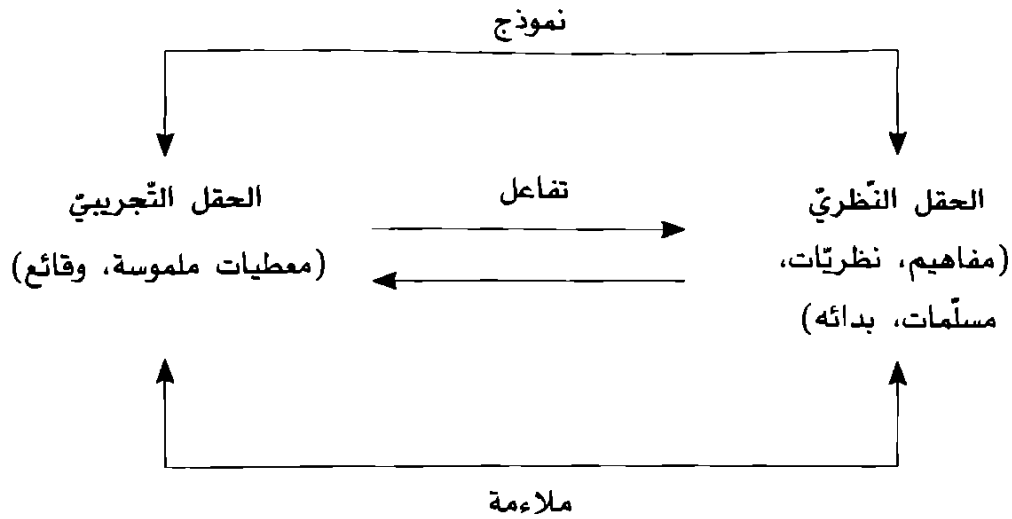 نموذج
الحقل النّظريّ
(مفاهيم، نظريّات،
مسلّمات، بدائه)
تفاعل
الحقل التّجريبيّ
(معطيات ملموسة، وقائع)
ملاءمة